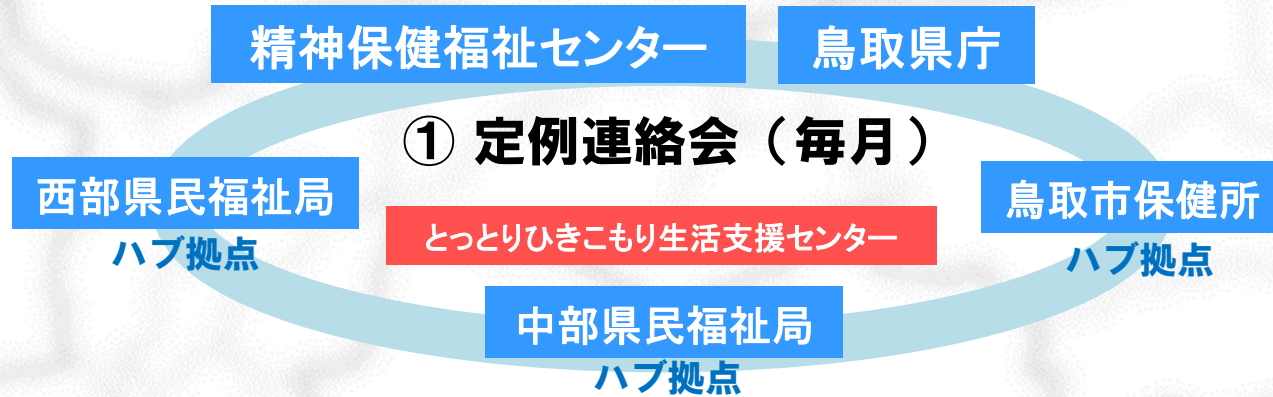 精神保健福祉センター
鳥取県庁
① 定例連絡会（毎月）
西部県民福祉局
ハブ拠点
とっとりひきこもり生活支援センター
鳥取市保健所
ハブ拠点
中部県民福祉局
ハブ拠点